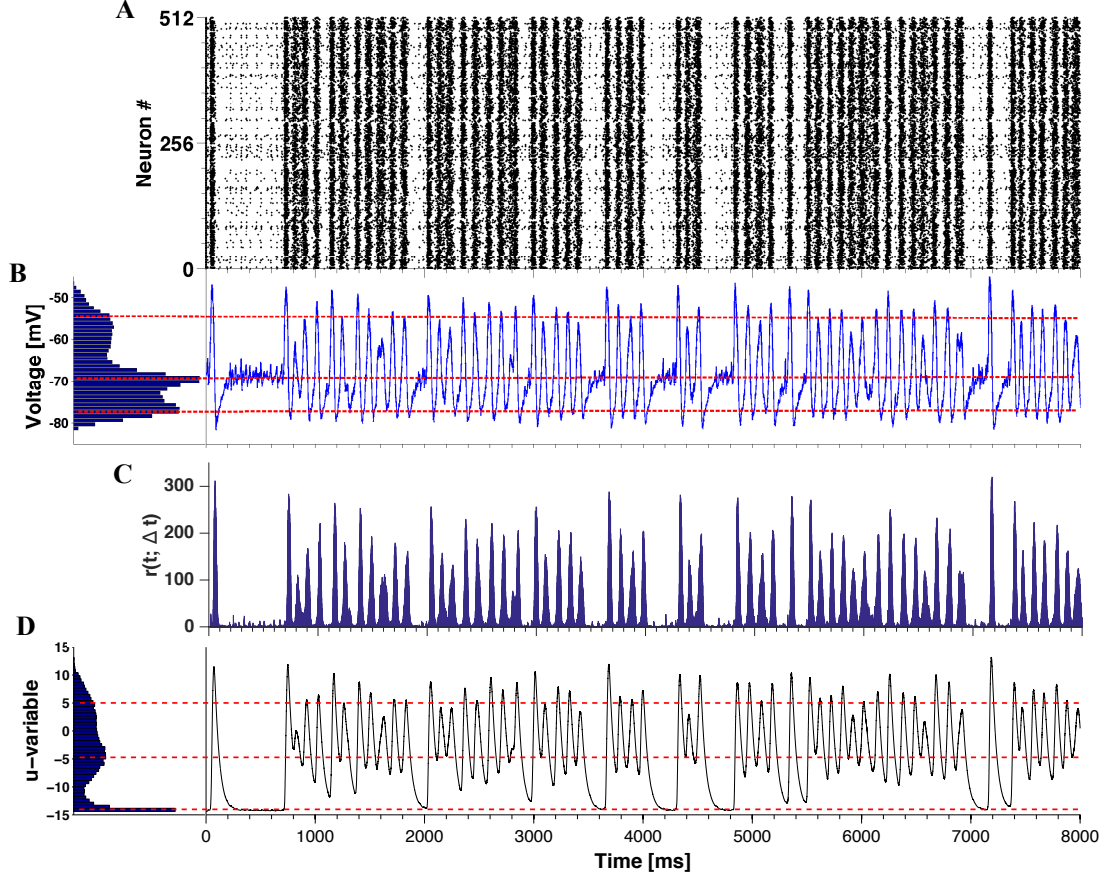 A
512
256
0
Neuron #
B
-50
-60
-70
-80
Voltage [mV]
C
300
200
100
0
r(t; Δ t)
D
15
10
5
0
−5
−10
−15
u-variable
0 1000 2000 3000 4000 5000 6000 7000 8000
Time [ms]